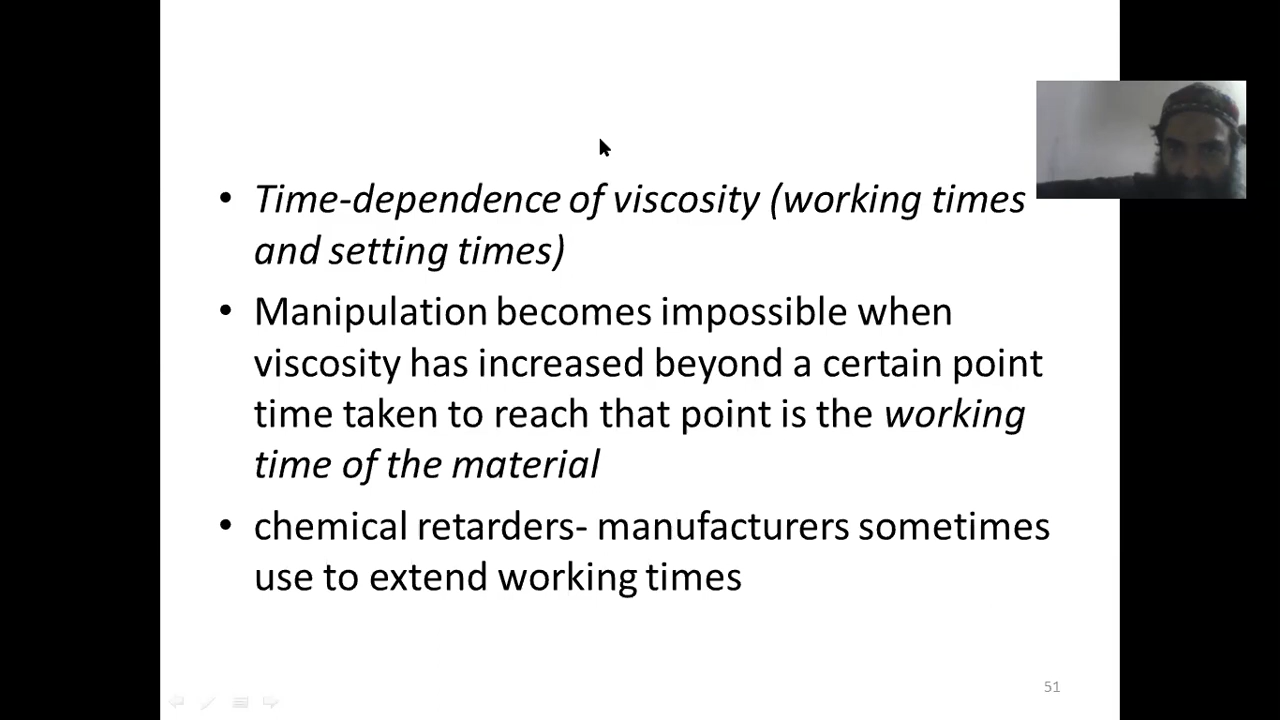 • Time-dependence of viscosity (working times
and setting times)
• Manipulation becomes impossible when
viscosity has increased beyond a certain point
time taken to reach that point is the working
time of the material
• chemical retarders- manufacturers sometimes
use to extend working times
51